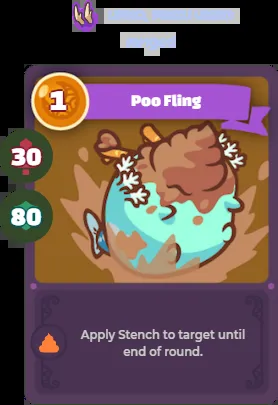 1
Poo Fling
30
80
Apply Stench to target until
end of round.